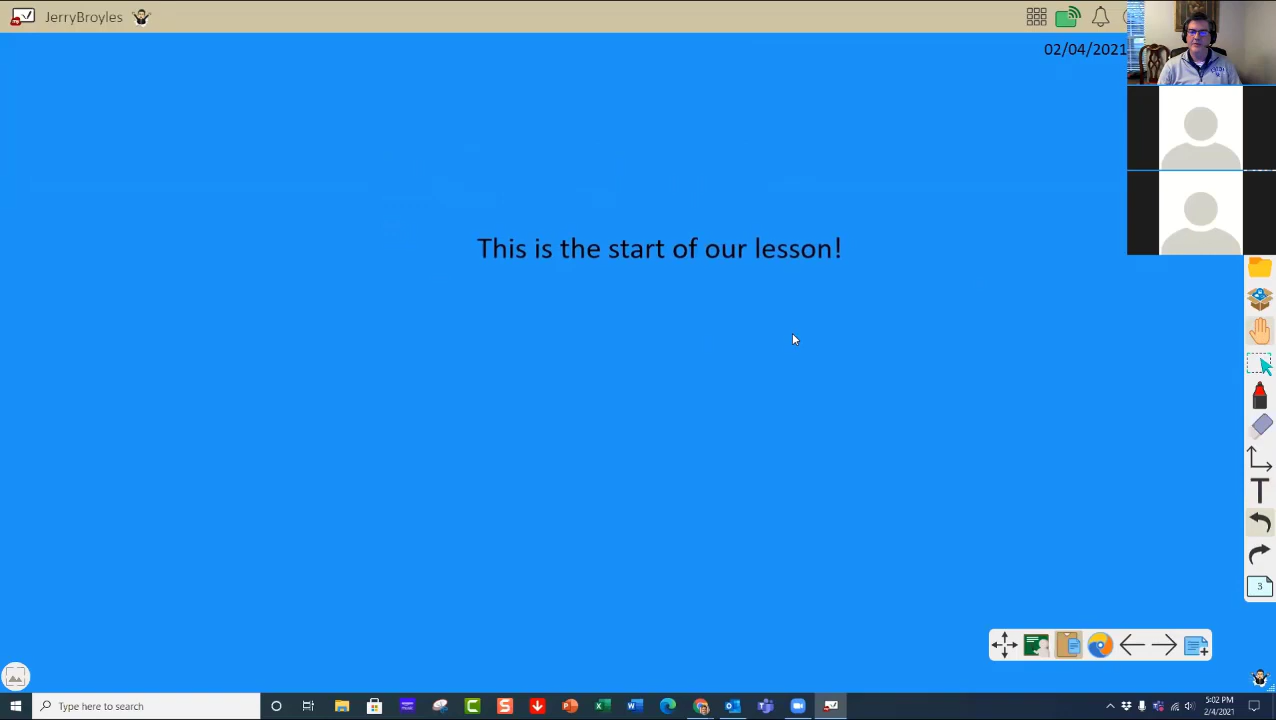 JerryBroyles
02/04/2021
This is the start of our lesson!
T
3
Type here to search
5:02 PM
2/4/2021